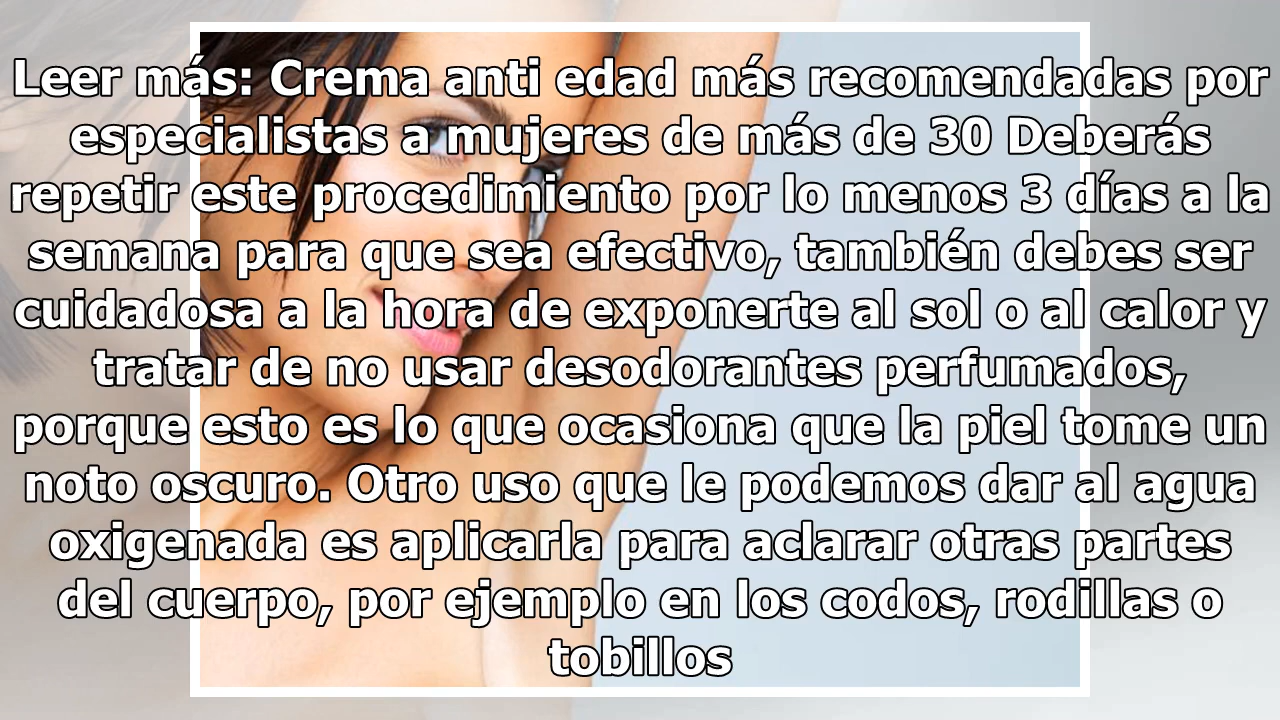 Leer más: Crema anti edad más recomendadas por
especialistas a mujeres de más de 30 Deberás
repetir este procedimiento por lo menos 3 días a la
semana para que sea efectivo, también debes ser
cuidadosa a la hora de exponerte al sol o al calor y
tratar de no usar desodorantes perfumados,
porque esto es lo que ocasiona que la piel tome un
noto oscuro. Otro uso que le podemos dar al agua
oxigenada es aplicarla para aclarar otras partes
del cuerpo, por ejemplo en los codos, rodillas o
tobillos